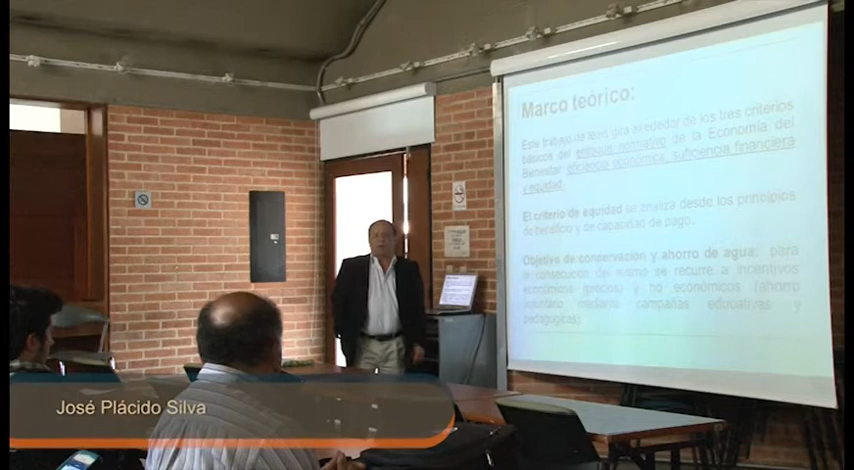 Marco teórico:
Este trabajo de tesis gira alrededor de los tres criterios
básicos del enfoque normativo de la Economía del
Bienestar: eficiencia económica, suficiencia financiera
y equidad.
El criterio de equidad se analiza desde los principios
de beneficio y de capacidad de pago.
Objetivo de conservación y ahorro de agua: para
la consecución del mismo se recurre a incentivos
económicos (precios) y no económicos (ahorro
voluntario mediante campañas educativas y
pedagógicas)
José Plácido Silva